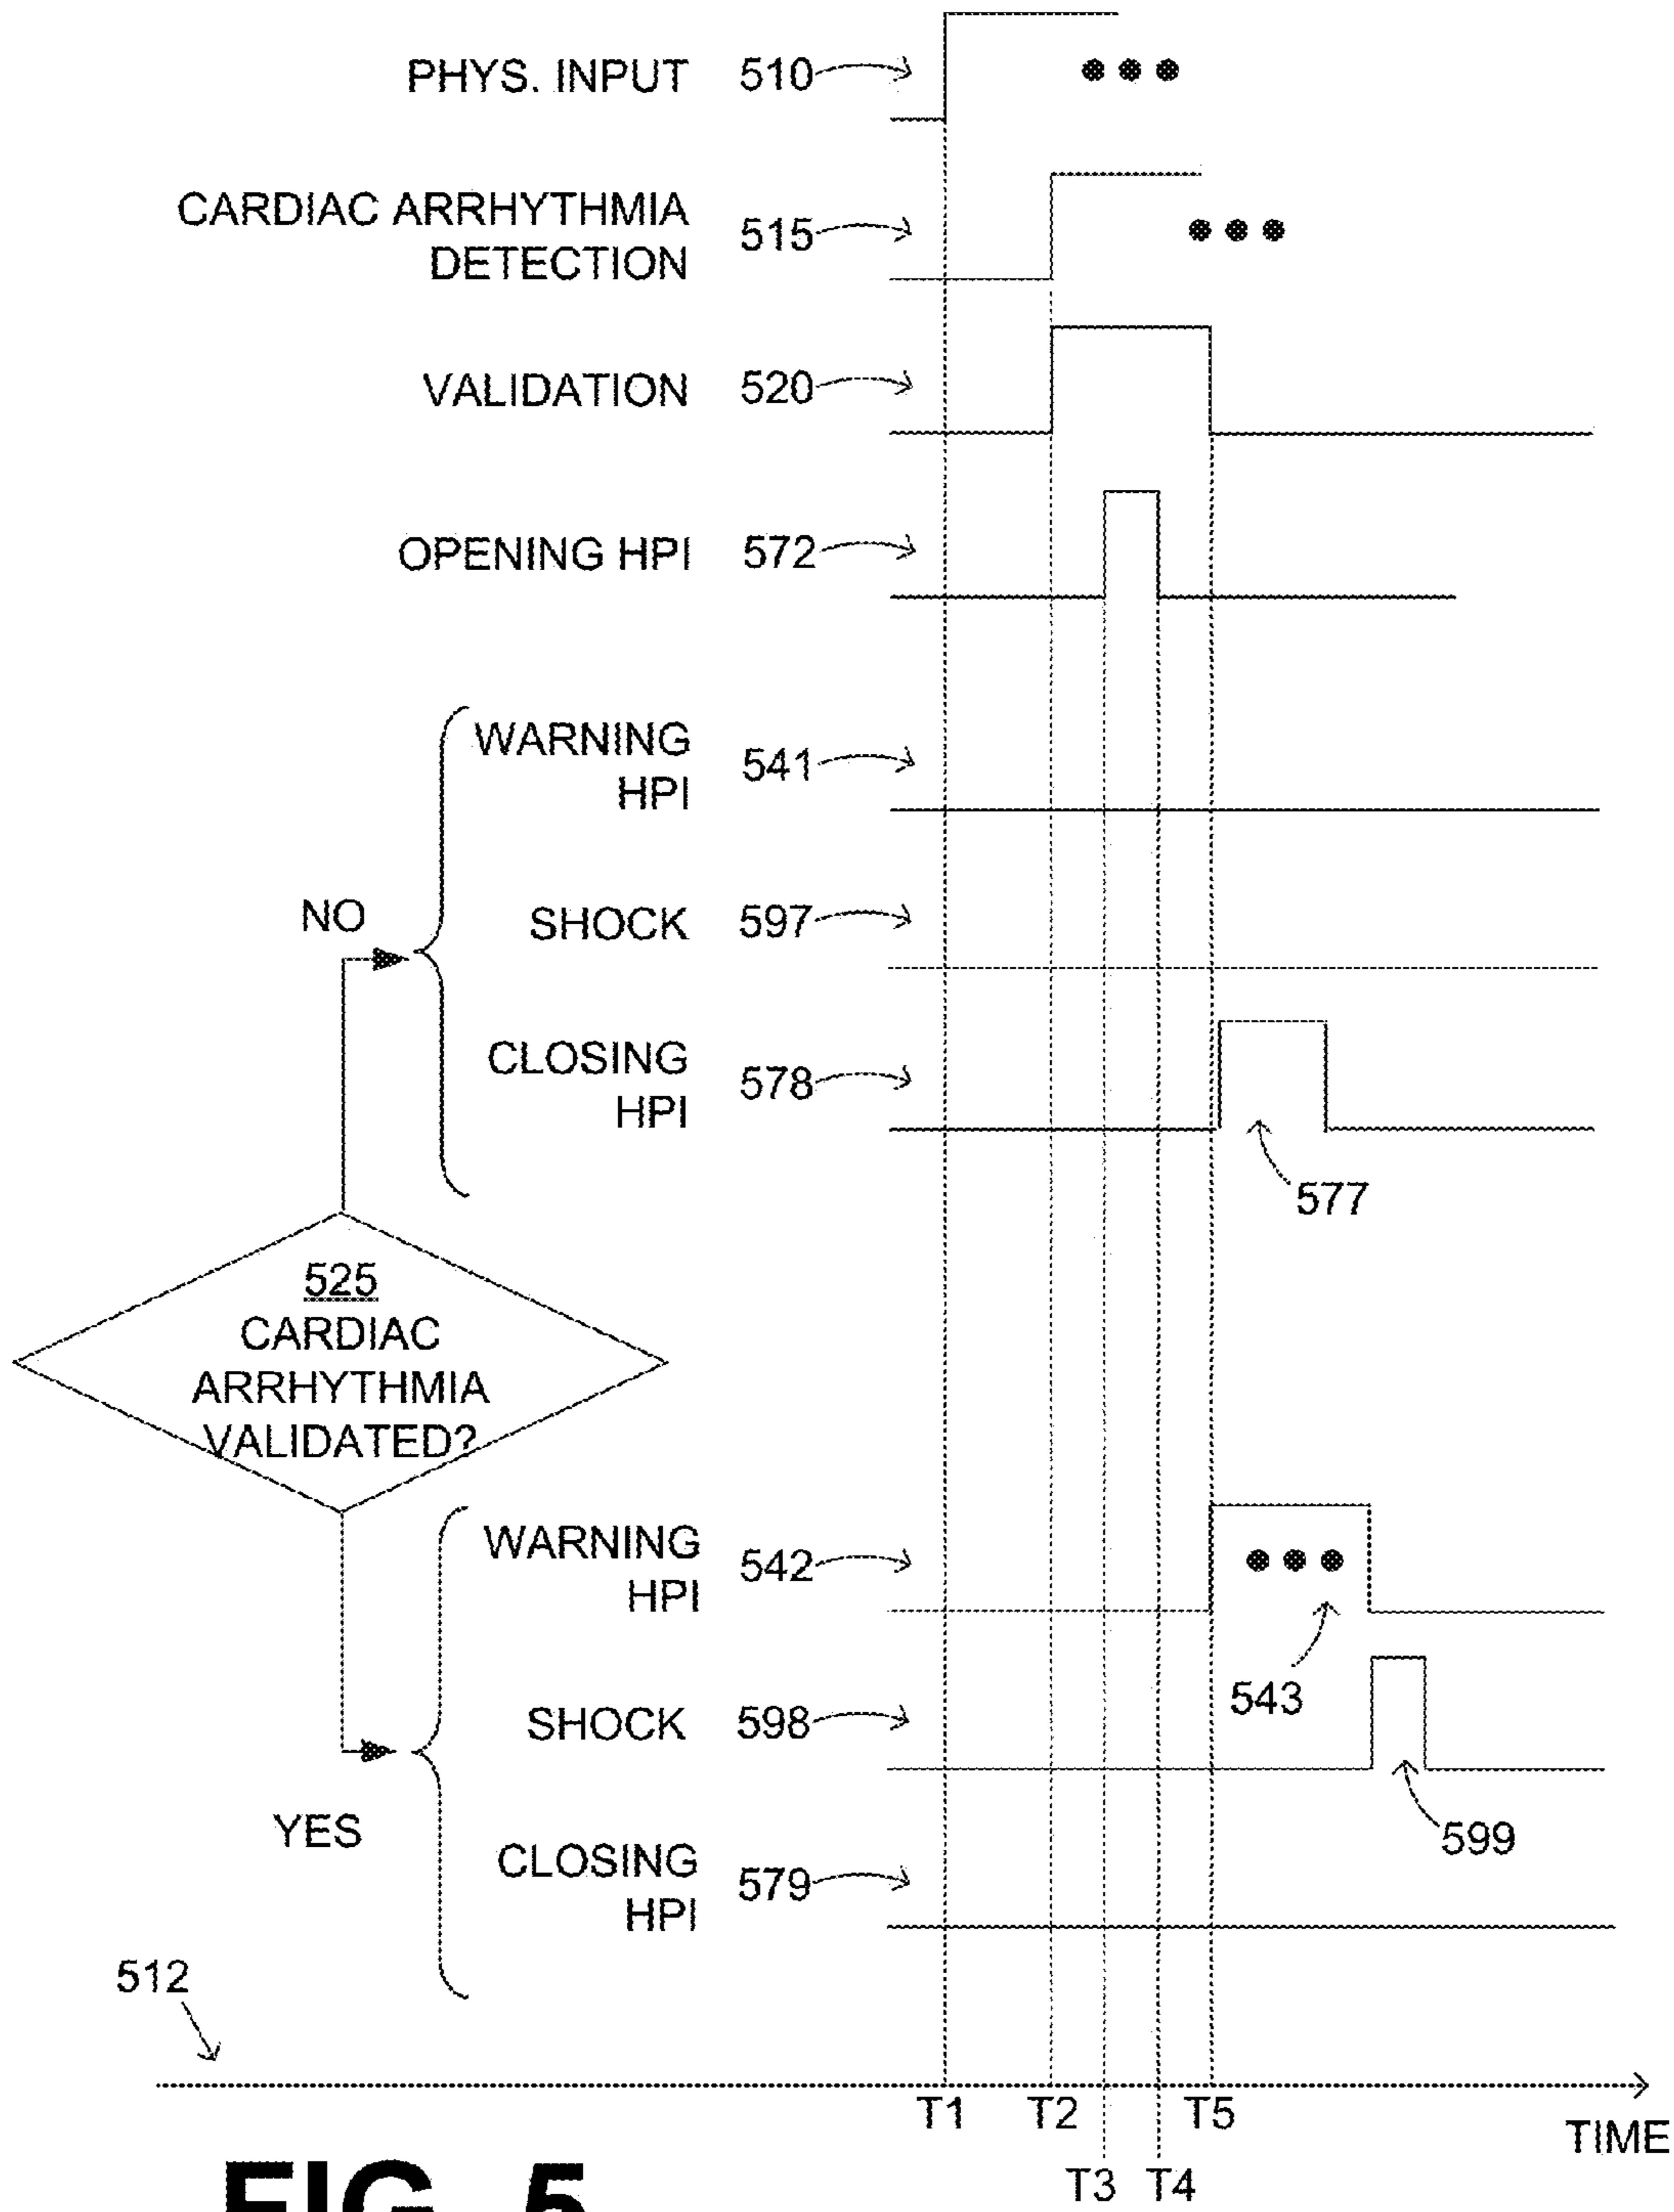 PHYS. INPUT 510
CARDIAC ARRHYTHMIA
DETECTION 515
VALIDATION 520
OPENING HPI 572
WARNING
HPI 541
NO
SHOCK 597
CLOSING
HPI 578
577
525
CARDIAC
ARRHYTHMIA
VALIDATED?
WARNING
HPI 542
543
SHOCK 598
599
YES
CLOSING
HPI 579
512
T1 T2 T5
TIME
T3 T4
FIG. 5